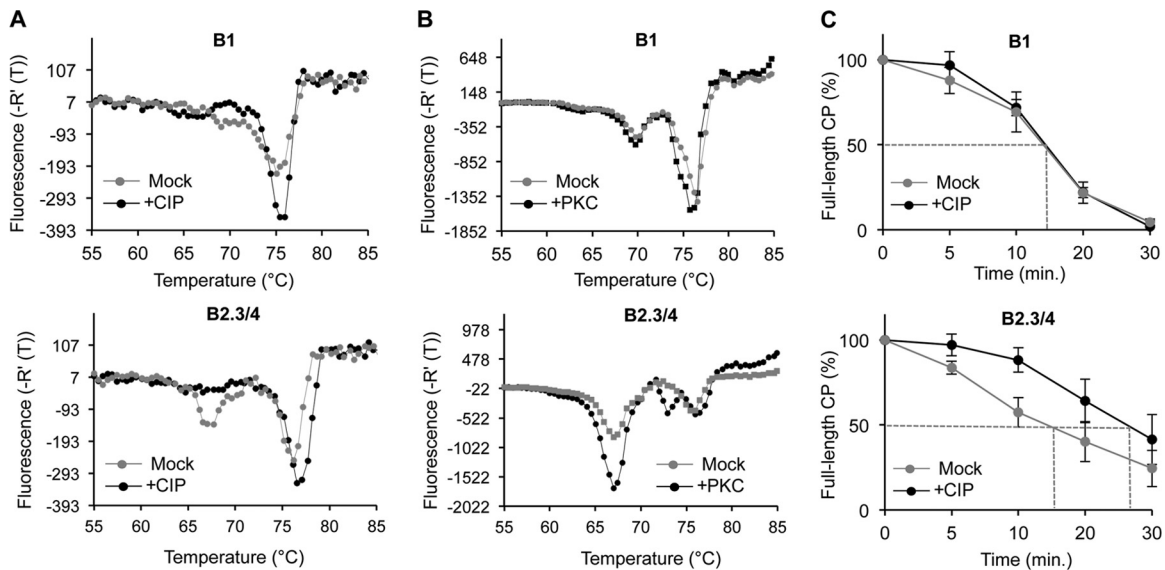 A
B1
Fluorescence (-R' (T))
107
7
-93
-193
-293
-393
Mock
+CIP
55 60 65 70 75 80 85
Temperature (°C)
B2.3/4
Fluorescence (-R' (T))
107
7
-93
-193
-293
-393
Mock
+CIP
55 60 65 70 75 80 85
Temperature (°C)
B
B1
Fluorescence (-R' (T))
648
148
-352
-852
-1352
-1852
Mock
+PKC
55 60 65 70 75 80 85
Temperature (°C)
B2.3/4
Fluorescence (-R' (T))
978
478
-22
-522
-1022
-1522
-2022
Mock
+PKC
55 60 65 70 75 80 85
Temperature (°C)
C
B1
Full-length CP (%)
100
50
0
Mock
+CIP
0 5 10 20 30
Time (min.)
B2.3/4
Full-length CP (%)
100
50
0
Mock
+CIP
0 5 10 20 30
Time (min.)